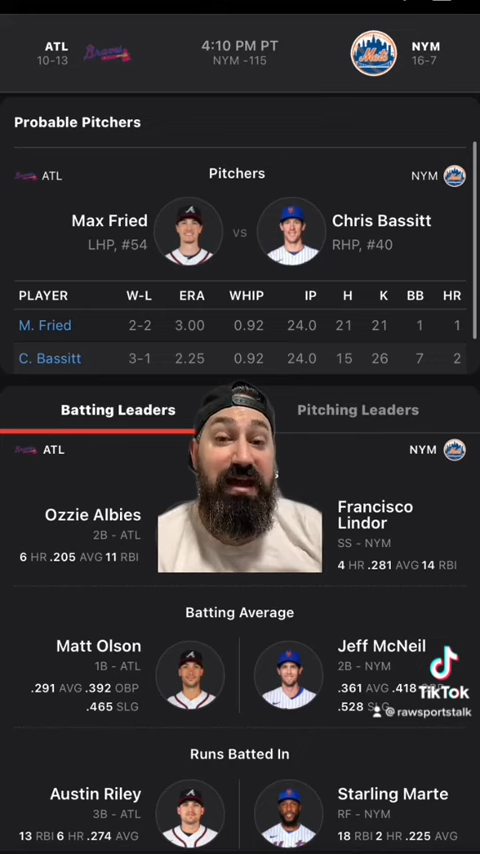 ATL
10-13
Braves
4:10 PM PT
NYM -115
Mets
NYM
16-7
Probable Pitchers
ATL
Pitchers
NYM
Max Fried
LHP, #54
VS
Chris Bassitt
RHP, #40
PLAYER W-L ERA WHIP IP H K BB HR
M. Fried 2-2 3.00 0.92 24.0 21 21 1 1
C. Bassitt 3-1 2.25 0.92 24.0 15 26 7 2
Batting Leaders
Pitching Leaders
ATL
NYM
Ozzie Albies
2B - ATL
6 HR .205 AVG 11 RBI
Francisco
Lindor
SS - NYM
4 HR .281 AVG 14 RBI
Batting Average
Matt Olson
1B - ATL
.291 AVG .392 OBP
.465 SLG
Jeff McNeil
2B - NYM
.361 AVG .418
.528 SLG
TikTok
@rawsportstalk
Runs Batted In
Austin Riley
3B - ATL
13 RBI 6 HR .274 AVG
Starling Marte
RF - NYM
18 RBI 2 HR .225 AVG